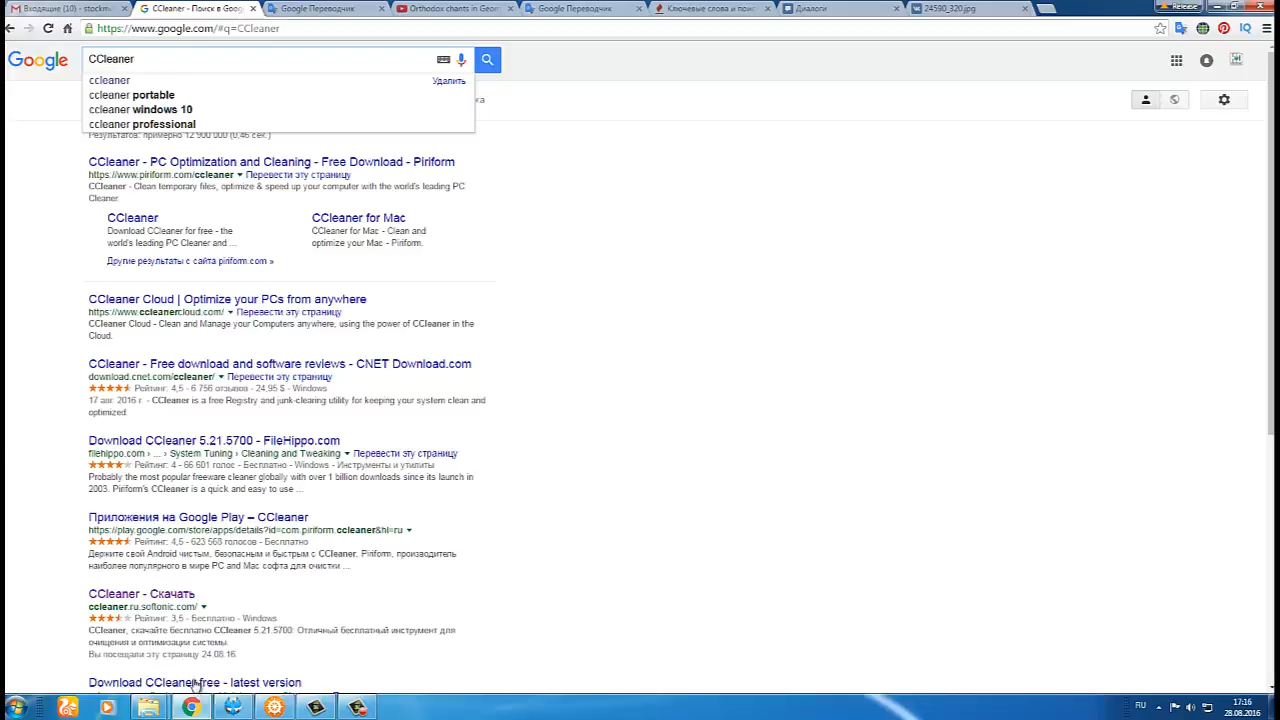 Входящие (10) - stockm
CCleaner - Поиск в Goog
Google Переводчик
Orthodox chants in Georg
Google Переводчик
Ключевые слова и поис
Диалоги
24590_320.jpg
Release
https://www.google.com/#q=CCleaner
Google
CCleaner
ccleaner Удалить
ccleaner portable
ccleaner windows 10
ccleaner professional
Результатов: примерно 12 900 000 (0,46 сек.)
CCleaner - PC Optimization and Cleaning - Free Download - Piriform
https://www.piriform.com/ccleaner Перевести эту страницу
CCleaner - Clean temporary files, optimize & speed up your computer with the world's leading PC
Cleaner
CCleaner
Download CCleaner for free - the
world's leading PC Cleaner and ...
CCleaner for Mac
CCleaner for Mac - Clean and
optimize your Mac - Piriform.
Другие результаты с сайта piriform.com »
CCleaner Cloud | Optimize your PCs from anywhere
https://www.ccleanercloud.com/ Перевести эту страницу
CCleaner Cloud - Clean and Manage your Computers anywhere, using the power of CCleaner in the
Cloud.
CCleaner - Free download and software reviews - CNET Download.com
download.cnet.com/ccleaner/ Перевести эту страницу
Рейтинг: 4,5 - 6 756 отзывов - 24,95 $ - Windows
17 авг. 2016 г. - CCleaner is a free Registry and junk-clearing utility for keeping your system clean and
optimized.
Download CCleaner 5.21.5700 - FileHippo.com
filehippo.com › ... › System Tuning › Cleaning and Tweaking Перевести эту страницу
Рейтинг: 4 - 66 601 голос - Бесплатно - Windows - Инструменты и утилиты
Probably the most popular freeware cleaner globally with over 1 billion downloads since its launch in
2003. Piriform's CCleaner is a quick and easy to use ...
Приложения на Google Play – CCleaner
https://play.google.com/store/apps/details?id=com.piriform.ccleaner&hl=ru
Рейтинг: 4,5 - 623 568 голосов - Бесплатно
Держите свой Android чистым, безопасным и быстрым с CCleaner. Piriform, производитель
наиболее популярного в мире PC and Mac софта для очистки ...
CCleaner - Скачать
ccleaner.ru.softonic.com/
Рейтинг: 3,5 - Бесплатно - Windows
CCleaner, скачайте бесплатно CCleaner 5.21.5700: Отличный бесплатный инструмент для
очищения и оптимизации системы.
Вы посещали эту страницу 24.08.16.
Download CCleaner free - latest version
RU
17:16
28.08.2016